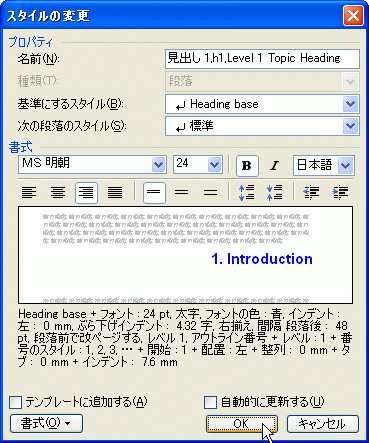 スタイルの変更
プロパティ
名前(N): 見出し 1,h1,Level 1 Topic Heading
種類(T): 段落
基準にするスタイル(B): ↵ Heading base
次の段落のスタイル(S): ↵ 標準
書式
MS 明朝 24 B I 日本語
1. Introduction
Heading base + フォント : 24 pt, 太字, フォントの色 : 青, インデント :
左 : 0 mm, ぶら下げインデント : 4.32 字, 右揃え, 間隔 段落後 : 48
pt, 段落前で改ページする, レベル 1, アウトライン番号 + レベル : 1 + 番
号のスタイル : 1, 2, 3, … + 開始 : 1 + 配置 : 左 + 整列 : 0 mm + タ
ブ : 0 mm + インデント : 7.6 mm
テンプレートに追加する(A) 自動的に更新する(U)
書式(O) OK キャンセル